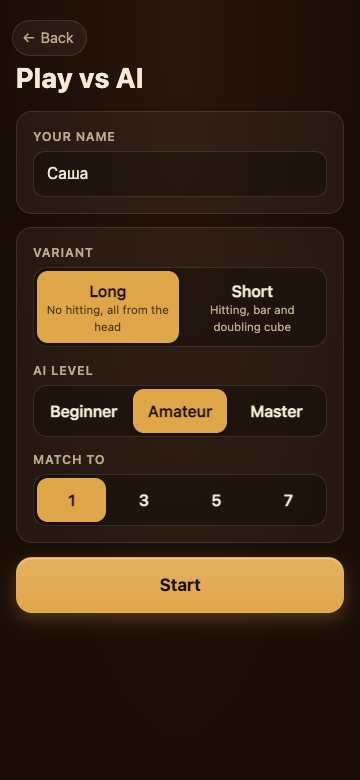 ← Back
Play vs AI
YOUR NAME
Саша
VARIANT
Long
No hitting, all from the
head
Short
Hitting, bar and
doubling cube
AI LEVEL
Beginner
Amateur
Master
MATCH TO
1
3
5
7
Start